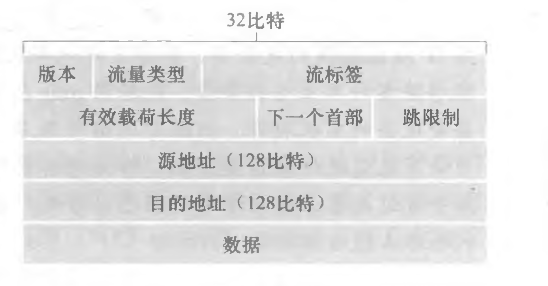 32比特
版本 流量类型 流标签
有效载荷长度 下一个首部 跳限制
源地址（128比特）
目的地址（128比特）
数据